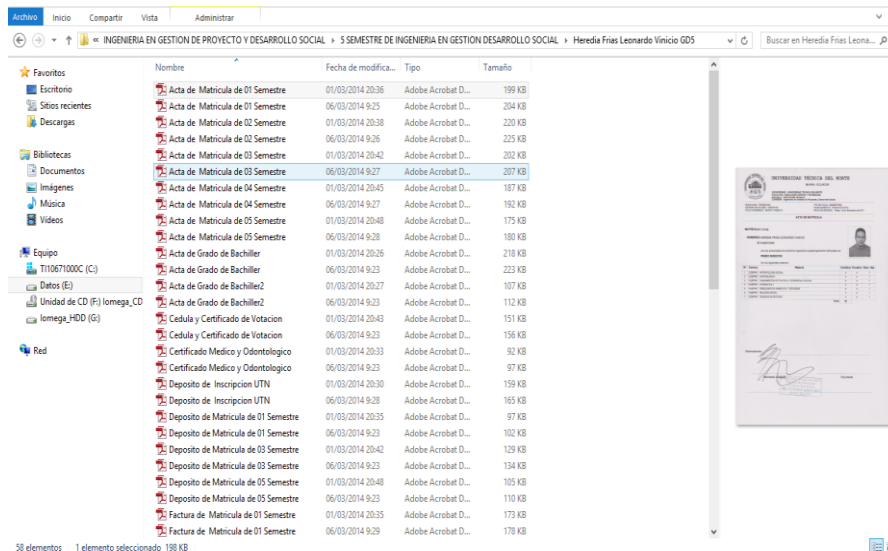 Archivo Inicio Compartir Vista Administrar
« INGENIERIA EN GESTION DE PROYECTO Y DESARROLLO SOCIAL ▸ 5 SEMESTRE DE INGENIERIA EN GESTION DESARROLLO SOCIAL ▸ Heredia Frias Leonardo Vinicio GD5 Buscar en Heredia Frias Leona...
Favoritos
Escritorio
Sitios recientes
Descargas
Bibliotecas
Documentos
Imágenes
Música
Vídeos
Equipo
TI10671000C (C:)
Datos (E:)
Unidad de CD (F:) Iomega_CD
Iomega_HDD (G:)
Red
Nombre Fecha de modifica... Tipo Tamaño
Acta de Matricula de 01 Semestre 01/03/2014 20:36 Adobe Acrobat D... 199 KB
Acta de Matricula de 01 Semestre 06/03/2014 9:25 Adobe Acrobat D... 204 KB
Acta de Matricula de 02 Semestre 01/03/2014 20:38 Adobe Acrobat D... 220 KB
Acta de Matricula de 02 Semestre 06/03/2014 9:26 Adobe Acrobat D... 225 KB
Acta de Matricula de 03 Semestre 01/03/2014 20:42 Adobe Acrobat D... 202 KB
Acta de Matricula de 03 Semestre 06/03/2014 9:27 Adobe Acrobat D... 207 KB
Acta de Matricula de 04 Semestre 01/03/2014 20:45 Adobe Acrobat D... 187 KB
Acta de Matricula de 04 Semestre 06/03/2014 9:27 Adobe Acrobat D... 192 KB
Acta de Matricula de 05 Semestre 01/03/2014 20:48 Adobe Acrobat D... 175 KB
Acta de Matricula de 05 Semestre 06/03/2014 9:28 Adobe Acrobat D... 180 KB
Acta de Grado de Bachiller 01/03/2014 20:26 Adobe Acrobat D... 218 KB
Acta de Grado de Bachiller 06/03/2014 9:23 Adobe Acrobat D... 223 KB
Acta de Grado de Bachiller2 01/03/2014 20:27 Adobe Acrobat D... 107 KB
Acta de Grado de Bachiller2 06/03/2014 9:23 Adobe Acrobat D... 112 KB
Cedula y Certificado de Votacion 01/03/2014 20:43 Adobe Acrobat D... 151 KB
Cedula y Certificado de Votacion 06/03/2014 9:23 Adobe Acrobat D... 156 KB
Certificado Medico y Odontologico 01/03/2014 20:33 Adobe Acrobat D... 92 KB
Certificado Medico y Odontologico 06/03/2014 9:23 Adobe Acrobat D... 97 KB
Deposito de Inscripcion UTN 01/03/2014 20:30 Adobe Acrobat D... 159 KB
Deposito de Inscripcion UTN 06/03/2014 9:28 Adobe Acrobat D... 165 KB
Deposito de Matricula de 01 Semestre 01/03/2014 20:35 Adobe Acrobat D... 97 KB
Deposito de Matricula de 01 Semestre 06/03/2014 9:23 Adobe Acrobat D... 102 KB
Deposito de Matricula de 03 Semestre 01/03/2014 20:42 Adobe Acrobat D... 129 KB
Deposito de Matricula de 03 Semestre 06/03/2014 9:23 Adobe Acrobat D... 134 KB
Deposito de Matricula de 05 Semestre 01/03/2014 20:48 Adobe Acrobat D... 105 KB
Deposito de Matricula de 05 Semestre 06/03/2014 9:23 Adobe Acrobat D... 110 KB
Factura de Matricula de 01 Semestre 01/03/2014 20:35 Adobe Acrobat D... 173 KB
Factura de Matricula de 01 Semestre 06/03/2014 9:29 Adobe Acrobat D... 178 KB
UNIVERSIDAD TECNICA DEL NORTE
ACTA DE MATRICULA
58 elementos 1 elemento seleccionado 198 KB